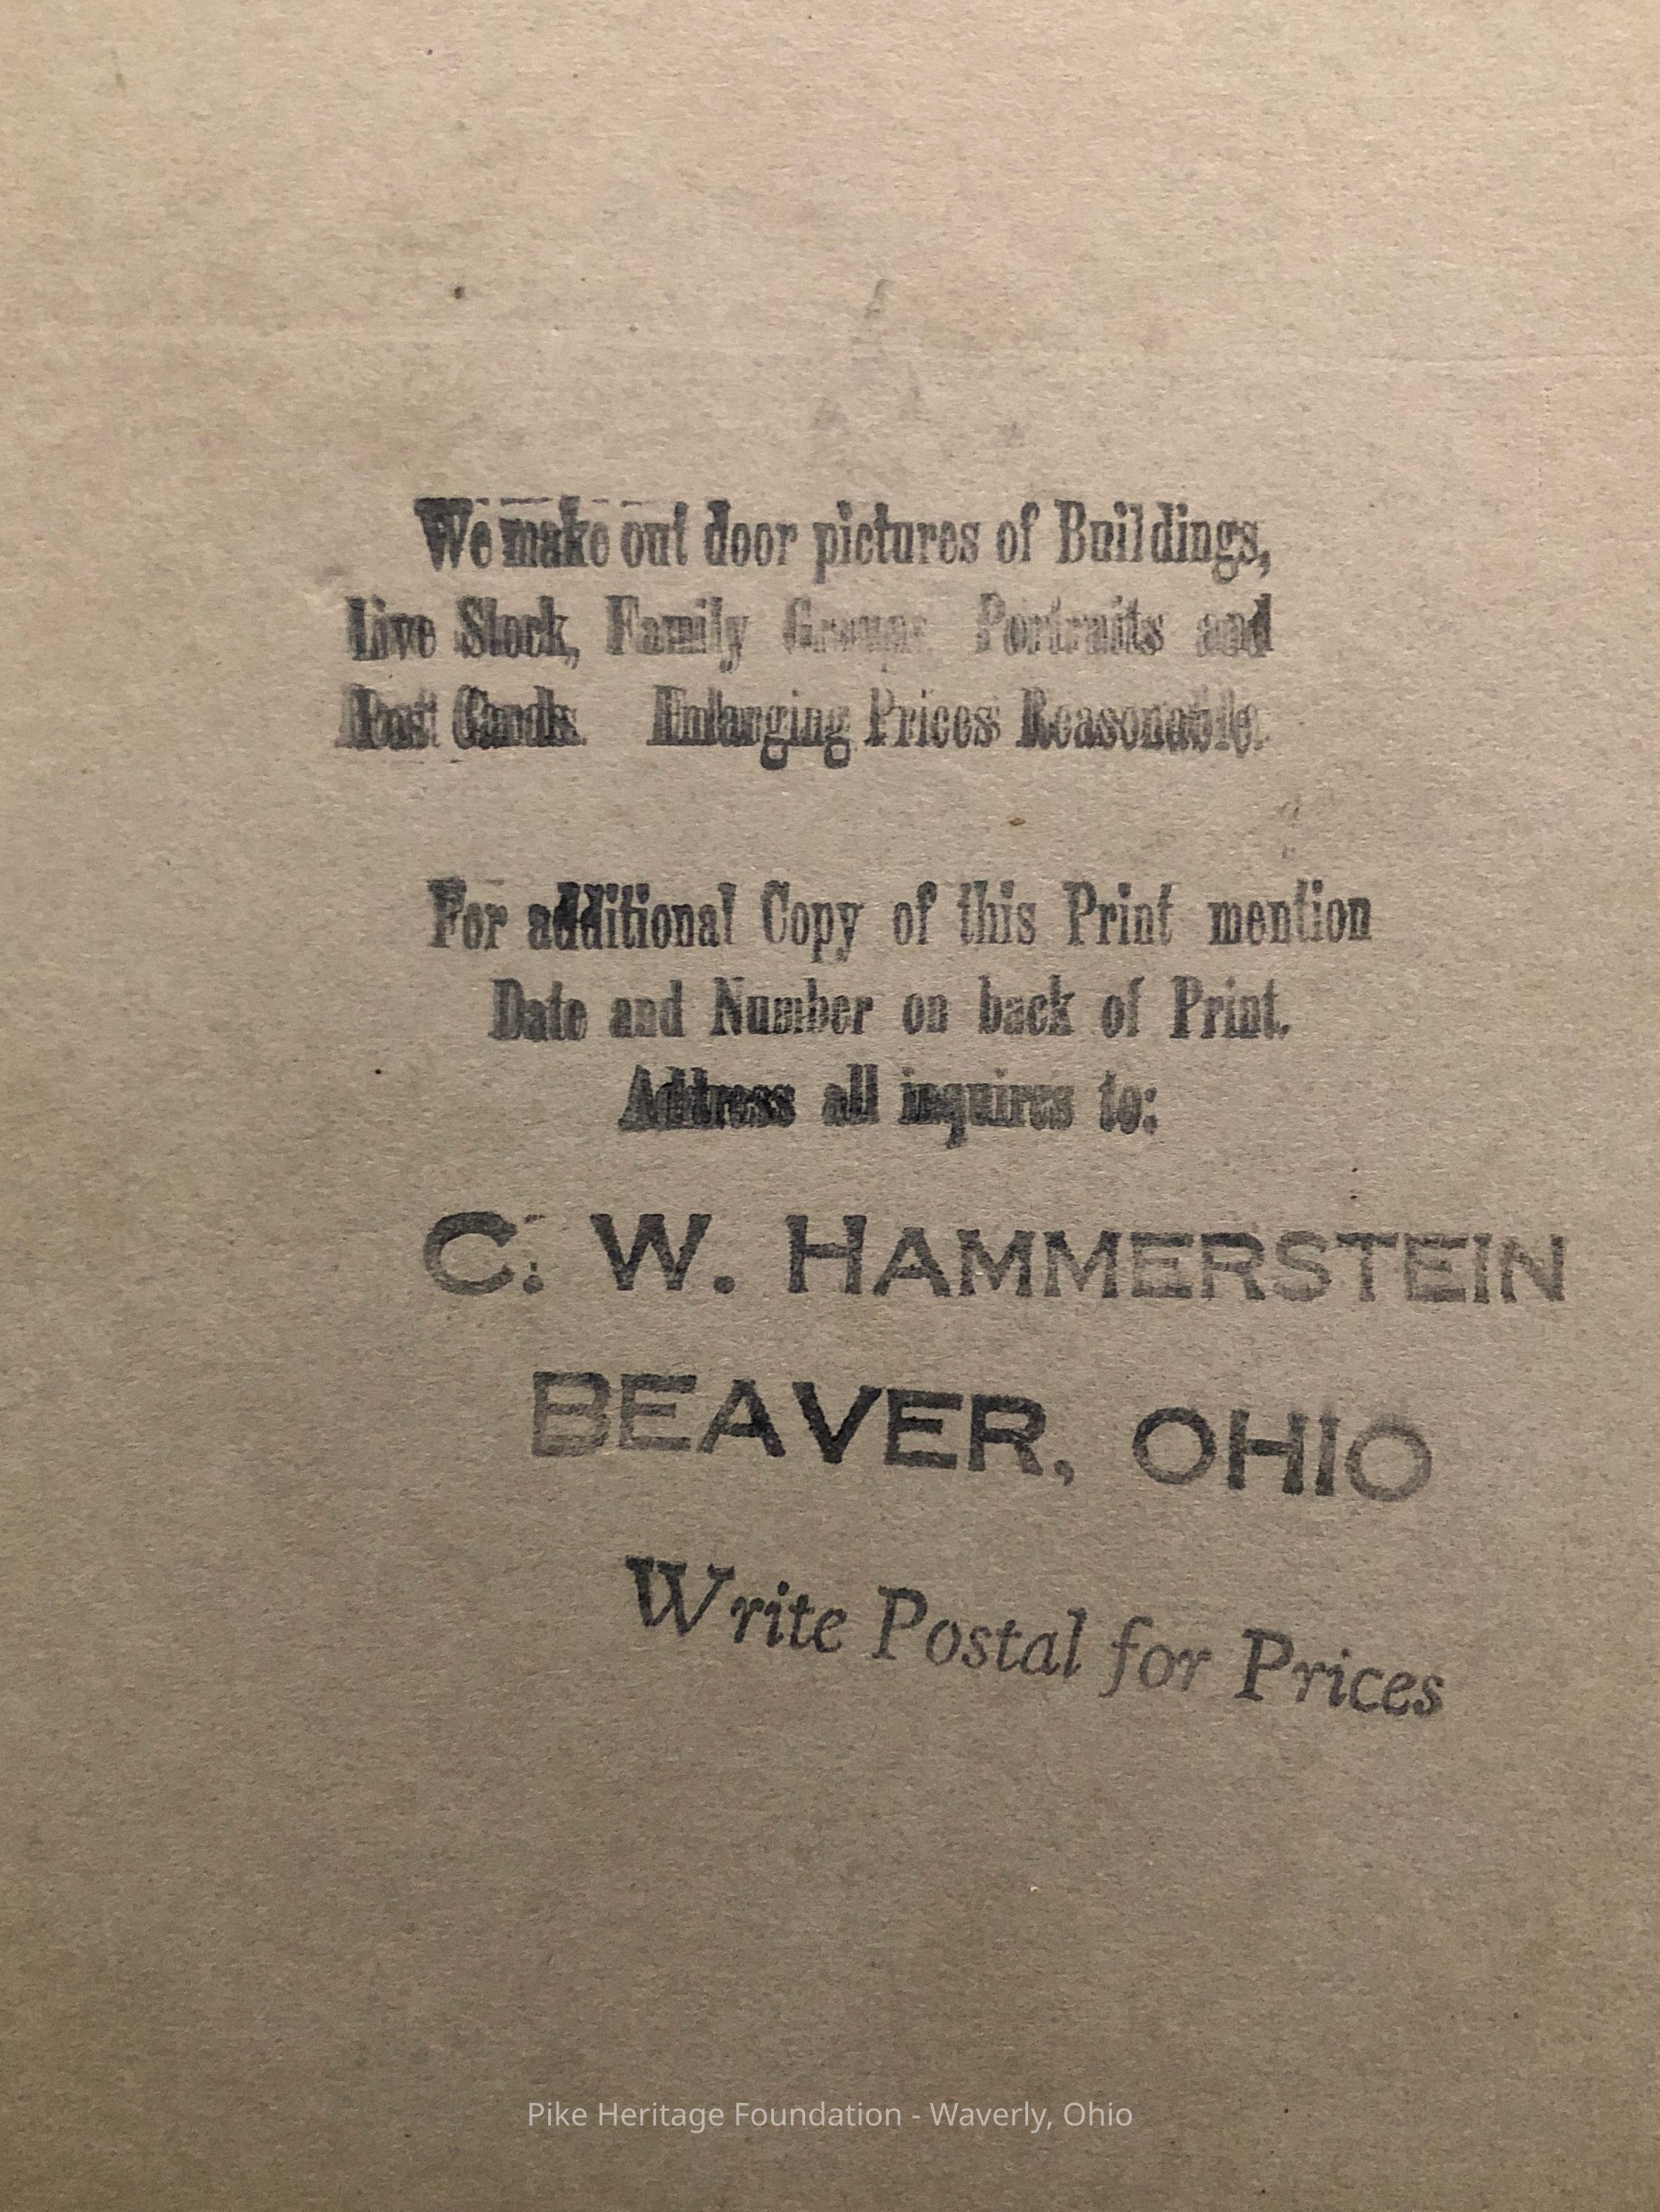 We make out door pictures of Buildings,
Live Stock, Family Groups Portraits and
Post Cards. Enlarging Prices Reasonable.
For additional Copy of this Print mention
Date and Number on back of Print.
Address all inquires to:
C. W. HAMMERSTEIN
BEAVER, OHIO
Write Postal for Prices
Pike Heritage Foundation - Waverly, Ohio